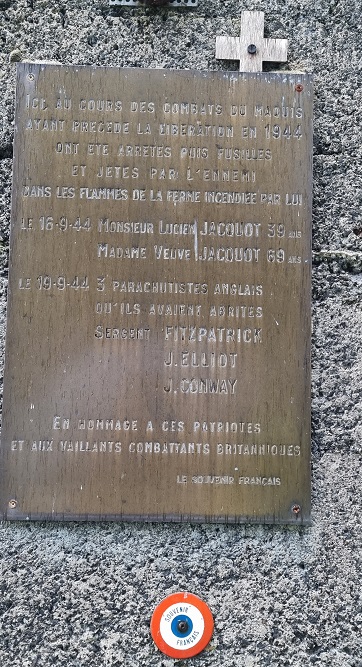 ICI AU COURS DES COMBATS DU MAQUIS
AYANT PRECEDE LA LIBERATION EN 1944
ONT ETE ARRETES PUIS FUSILLES
ET JETES PAR L'ENNEMI
DANS LES FLAMMES DE LA FERME INCENDIEE PAR LUI
LE 16-9-44 MONSIEUR LUCIEN JACQUOT 39 ANS
MADAME VEUVE JACQUOT 69 ANS
LE 19-9-44 3 PARACHUTISTES ANGLAIS
QU'ILS AVAIENT ABRITES
SERGENT FITZPATRICK
J. ELLIOT
J. CONWAY
EN HOMMAGE A CES PATRIOTES
ET AUX VAILLANTS COMBATTANTS BRITANNIQUES
LE SOUVENIR FRANCAIS
SOUVENIR
FRANÇAIS